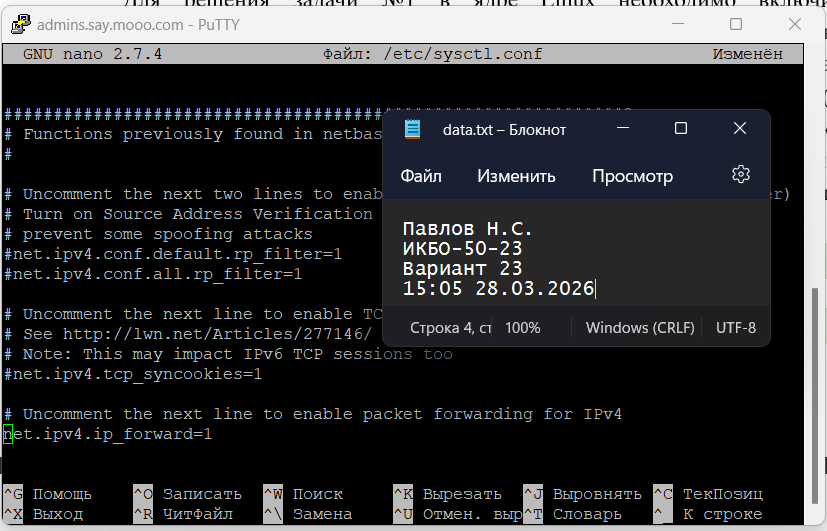 Для решения задачи №1 в ядре Linux необходимо включи
admins.say.mooo.com - PuTTY
GNU nano 2.7.4 Файл: /etc/sysctl.conf Изменён
###############################################################
# Functions previously found in netbas
#
# Uncomment the next two lines to enab
# Turn on Source Address Verification
# prevent some spoofing attacks
#net.ipv4.conf.default.rp_filter=1
#net.ipv4.conf.all.rp_filter=1
# Uncomment the next line to enable TC
# See http://lwn.net/Articles/277146/
# Note: This may impact IPv6 TCP sessions too
#net.ipv4.tcp_syncookies=1
# Uncomment the next line to enable packet forwarding for IPv4
net.ipv4.ip_forward=1
^G Помощь ^O Записать ^W Поиск ^K Вырезать ^J Выровнять ^C ТекПозиц
^X Выход ^R ЧитФайл ^\ Замена ^U Отмен. выр ^T Словарь ^_ К строке
data.txt – Блокнот
Файл Изменить Просмотр
Павлов Н.С.
ИКБО-50-23
Вариант 23
15:05 28.03.2026
Строка 4, ст 100% Windows (CRLF) UTF-8